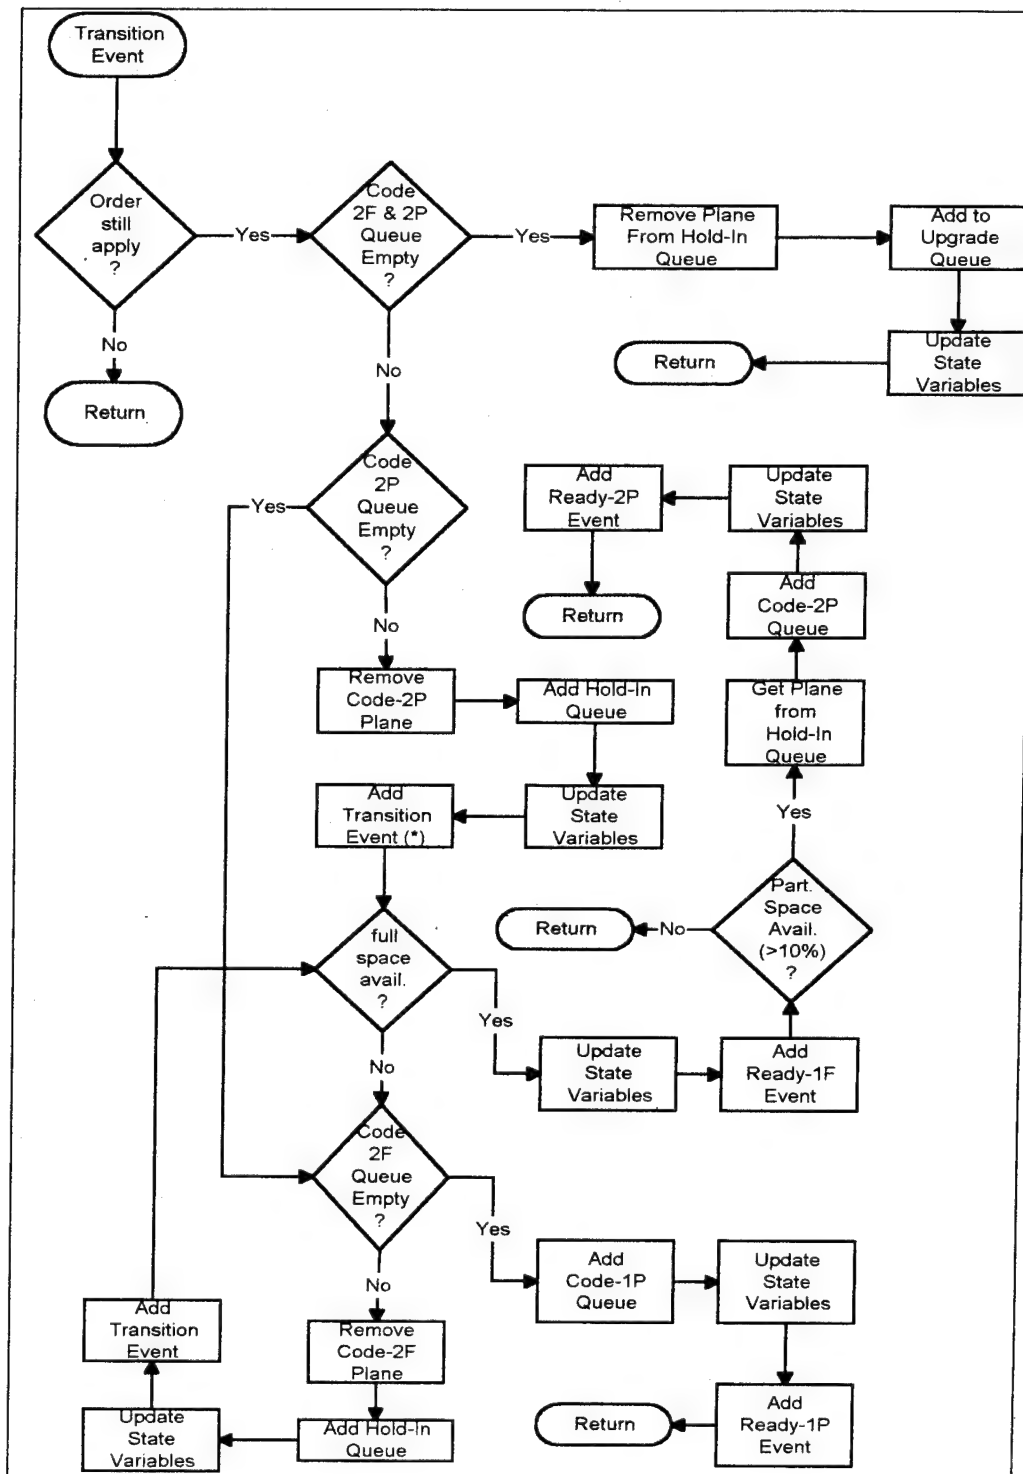 Transition
Event
Order
still
apply
?
Yes
No
Return
Code
2F & 2P
Queue
Empty
?
Yes
No
Remove Plane
From Hold-In
Queue
Add to
Upgrade
Queue
Update
State
Variables
Return
Code
2P
Queue
Empty
?
Yes
No
Remove
Code-2P
Plane
Add Hold-In
Queue
Update
State
Variables
Add
Transition
Event (*)
full
space
avail.
?
Yes
No
Update
State
Variables
Add
Ready-1F
Event
Part.
Space
Avail.
(>10%)
?
No
Return
Yes
Get Plane
from
Hold-In
Queue
Add
Code-2P
Queue
Update
State
Variables
Add
Ready-2P
Event
Return
Code
2F
Queue
Empty
?
Yes
No
Add
Code-1P
Queue
Update
State
Variables
Add
Ready-1P
Event
Return
Remove
Code-2F
Plane
Add Hold-In
Queue
Update
State
Variables
Add
Transition
Event